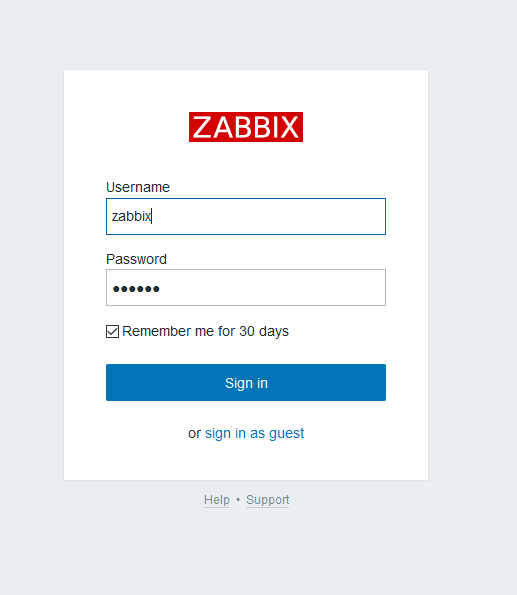 ZABBIX
Username
zabbix
Password
●●●●●●
Remember me for 30 days
Sign in
or sign in as guest
Help • Support